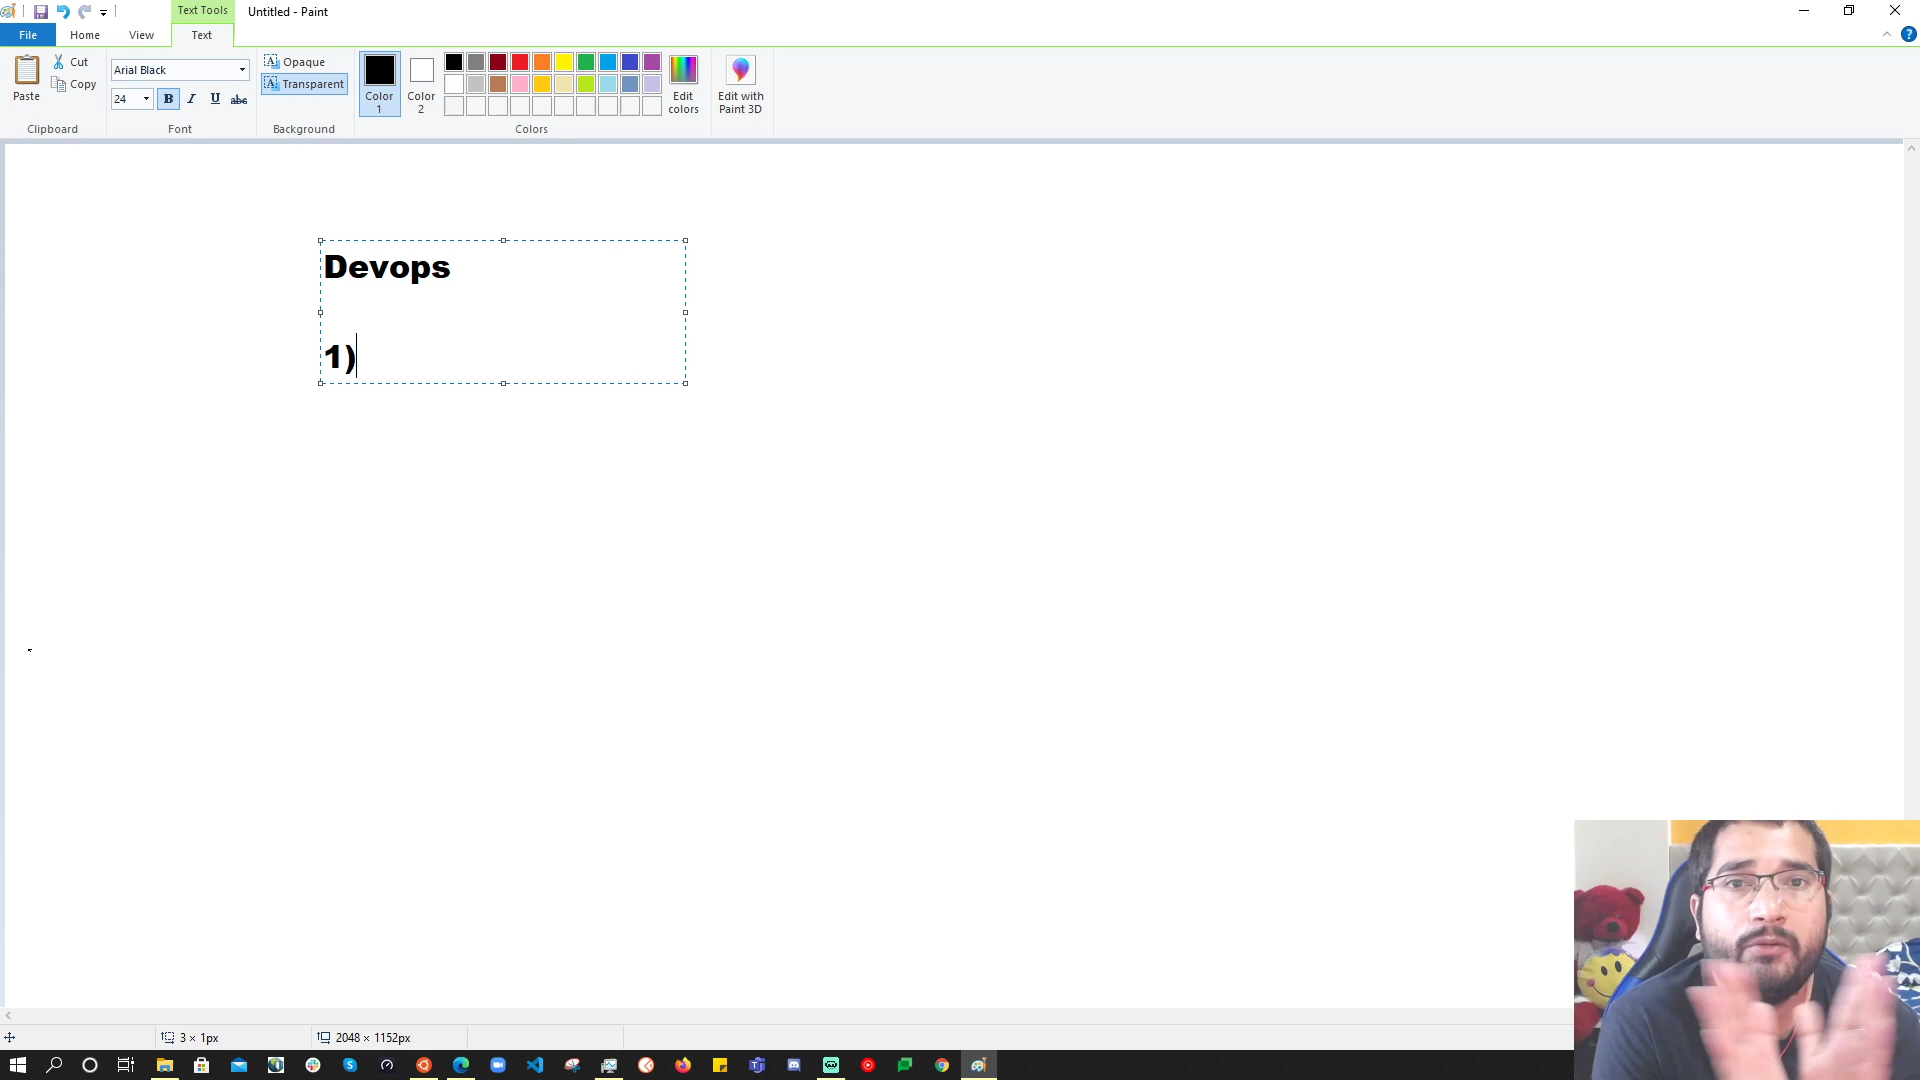 Text Tools
Untitled - Paint
File
Home
View
Text
Paste
Cut
Copy
Clipboard
Arial Black
24
B
I
U
abc
Font
Opaque
Transparent
Background
Color
1
Color
2
Edit
colors
Colors
Edit with
Paint 3D
Devops
1)
3 × 1px
2048 × 1152px